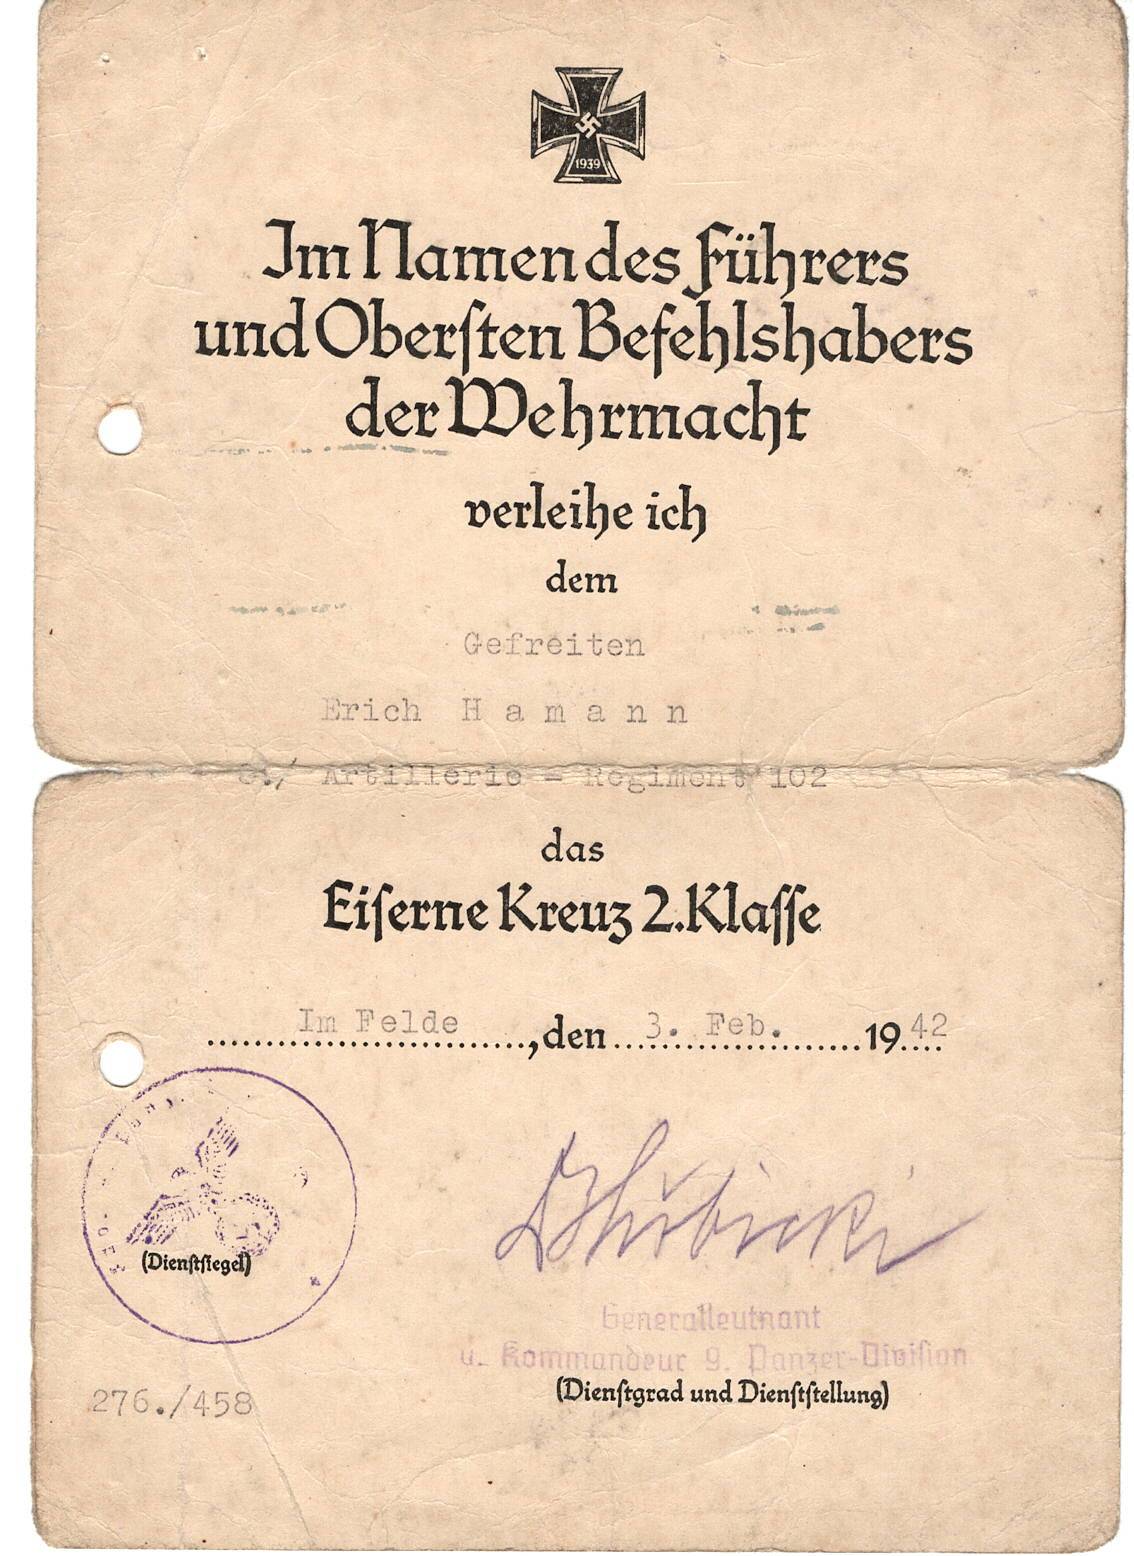 1939
Im Namen des Führers
und Oberſten Befehlshabers
der Wehrmacht
verleihe ich
dem
Gefreiten
Erich H a m a n n
Artillerie = Regiment 102
das
Eiſerne Kreuz 2. Klaſſe
Im Felde, den 3. Feb. 1942
(Dienſtſiegel)
Generalleutnant
u. Kommandeur 9. Panzer-Diviſion
(Dienſtgrad und Dienſtſtellung)
276./458